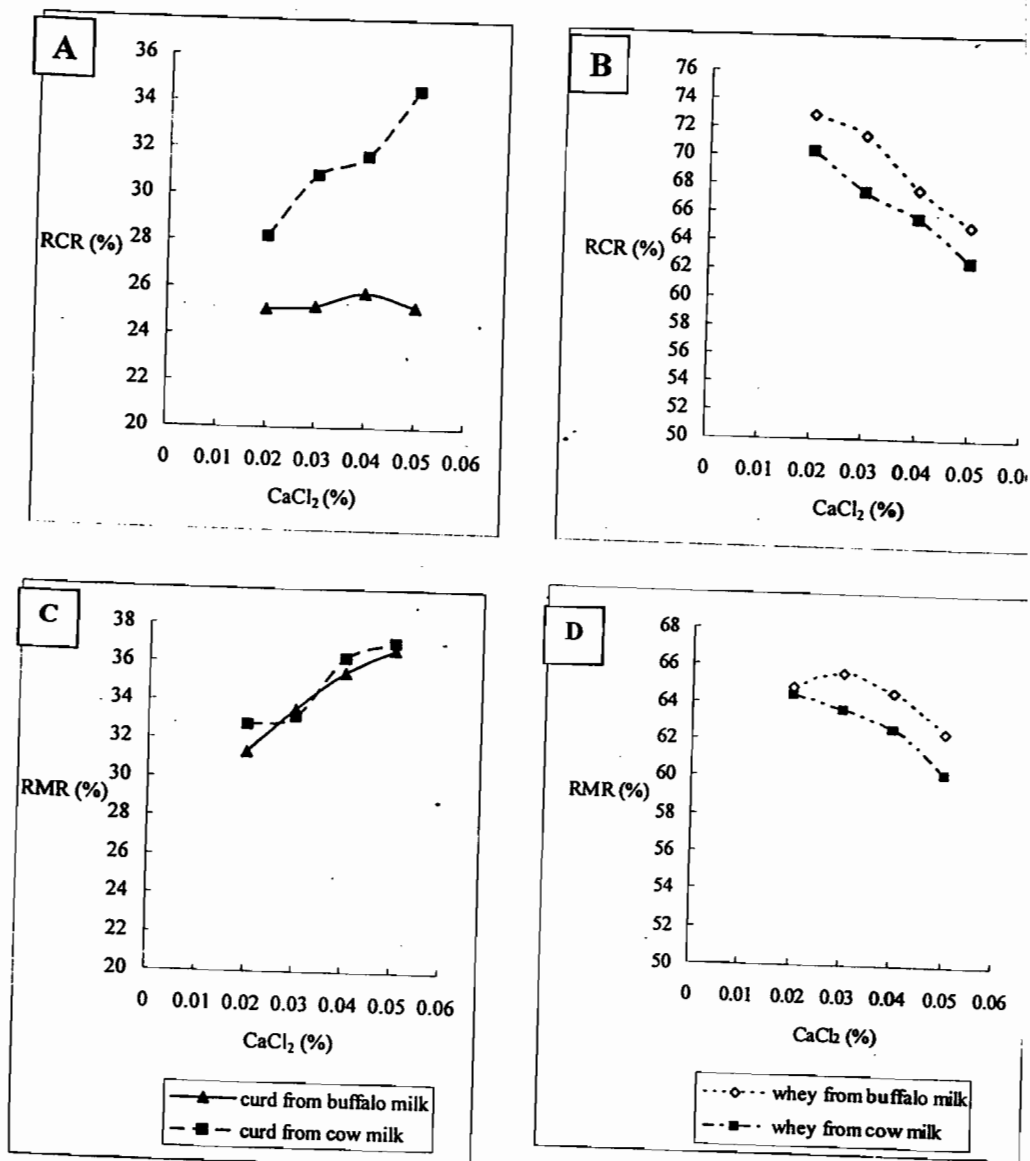 A
36
34
32
30
28
RCR (%)
26
24
22
20
0 0.01 0.02 0.03 0.04 0.05 0.06
CaCl₂ (%)
B
76
74
72
70
68
66
RCR (%)
64
62
60
58
56
54
52
50
0 0.01 0.02 0.03 0.04 0.05 0.0
CaCl₂ (%)
C
38
36
34
32
30
RMR (%)
28
26
24
22
20
0 0.01 0.02 0.03 0.04 0.05 0.06
CaCl₂ (%)
curd from buffalo milk
curd from cow milk
D
68
66
64
62
60
RMR (%)
58
56
54
52
50
0 0.01 0.02 0.03 0.04 0.05 0.06
CaCl₂ (%)
whey from buffalo milk
whey from cow milk